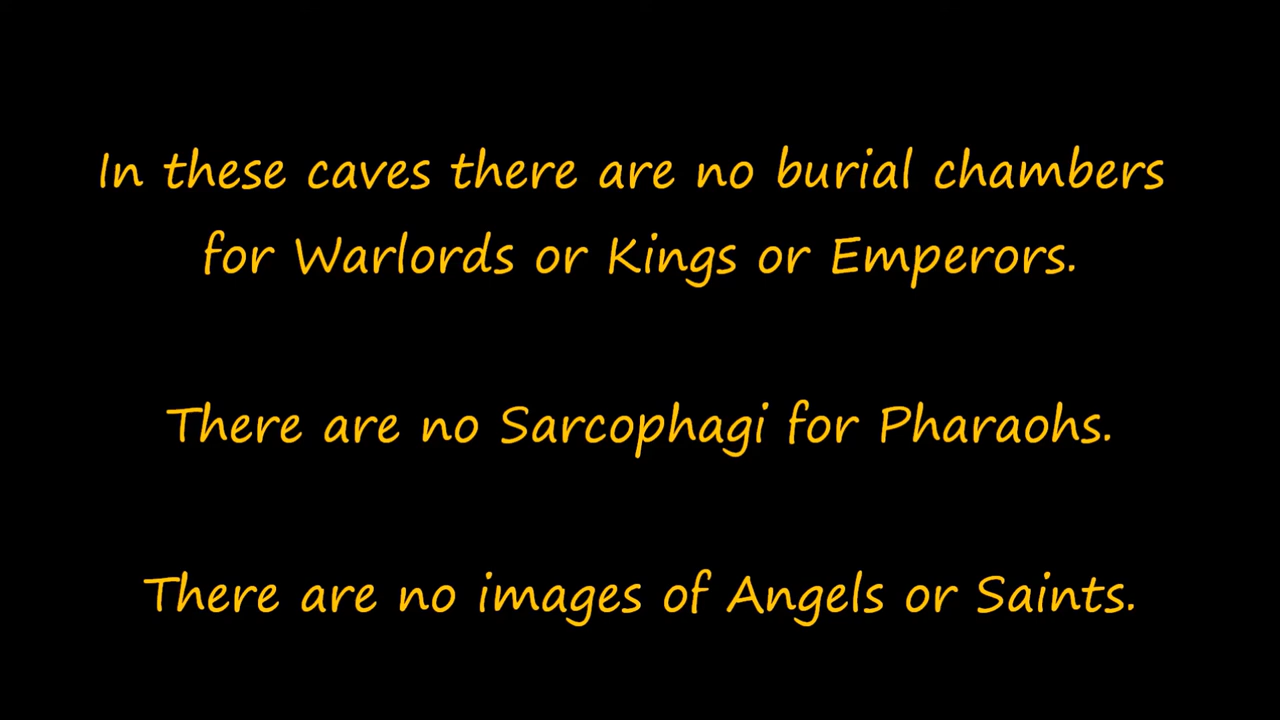 In these caves there are no burial chambers
for Warlords or Kings or Emperors.
There are no Sarcophagi for Pharaohs.
There are no images of Angels or Saints.